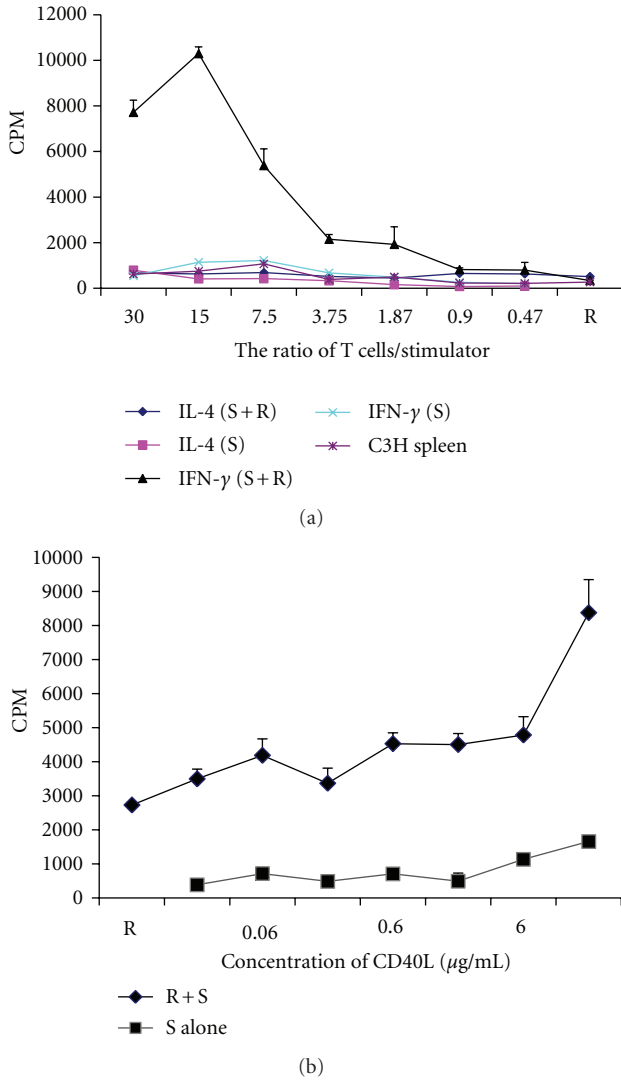 12000
10000
8000
6000
4000
2000
0
CPM
30 15 7.5 3.75 1.87 0.9 0.47 R
The ratio of T cells/stimulator
IL-4 (S+R) IFN-γ (S)
IL-4 (S) C3H spleen
IFN-γ (S+R)
(a)
10000
9000
8000
7000
6000
5000
4000
3000
2000
1000
0
CPM
R 0.06 0.6 6
Concentration of CD40L (μg/mL)
R+S
S alone
(b)